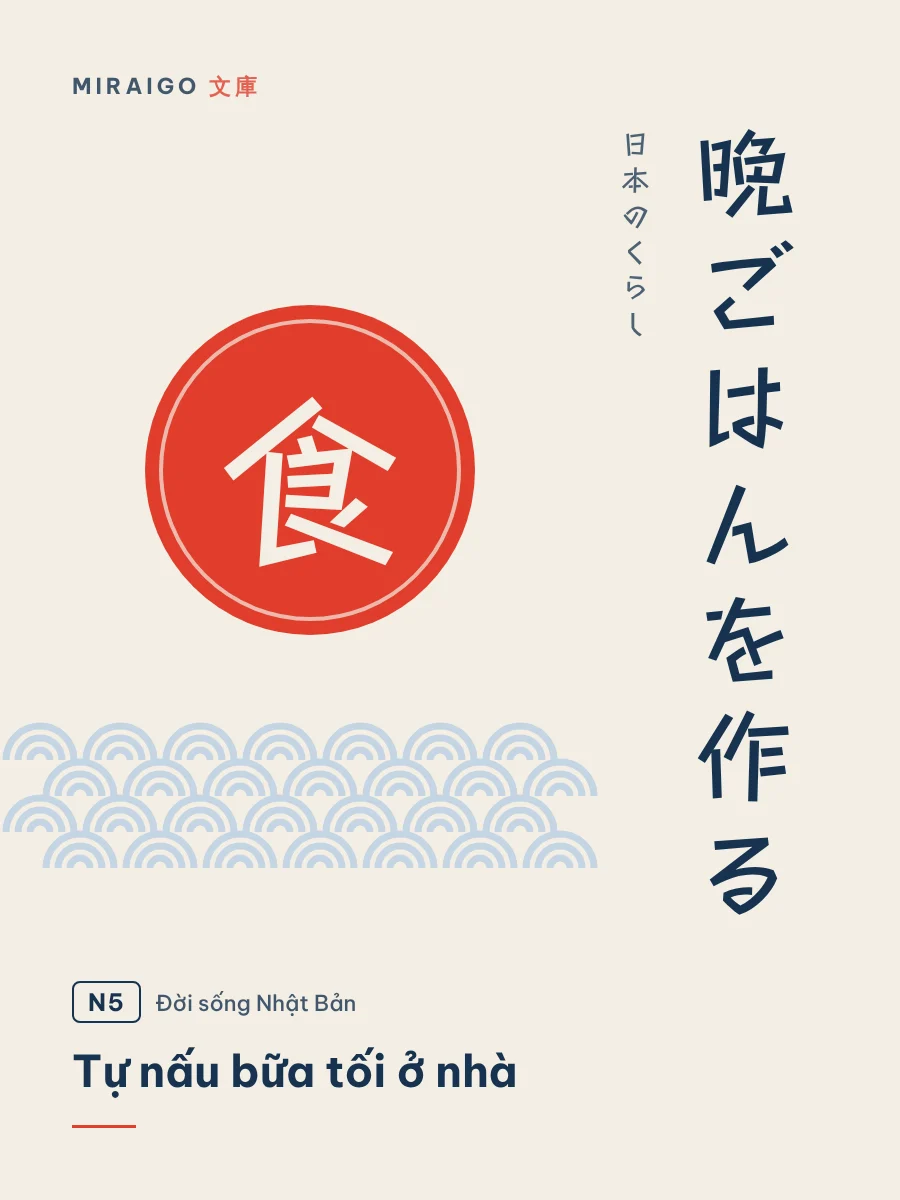 MIRAIGO 文庫
晩ごはんを作る
日本のくらし
食
N5 Đời sống Nhật Bản
Tự nấu bữa tối ở nhà